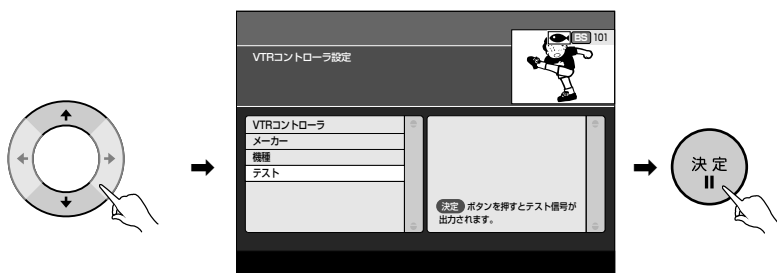 BS 101
VTRコントローラ設定
VTRコントローラ
メーカー
機種
テスト
決定 ボタンを押すとテスト信号が
出力されます。
決定